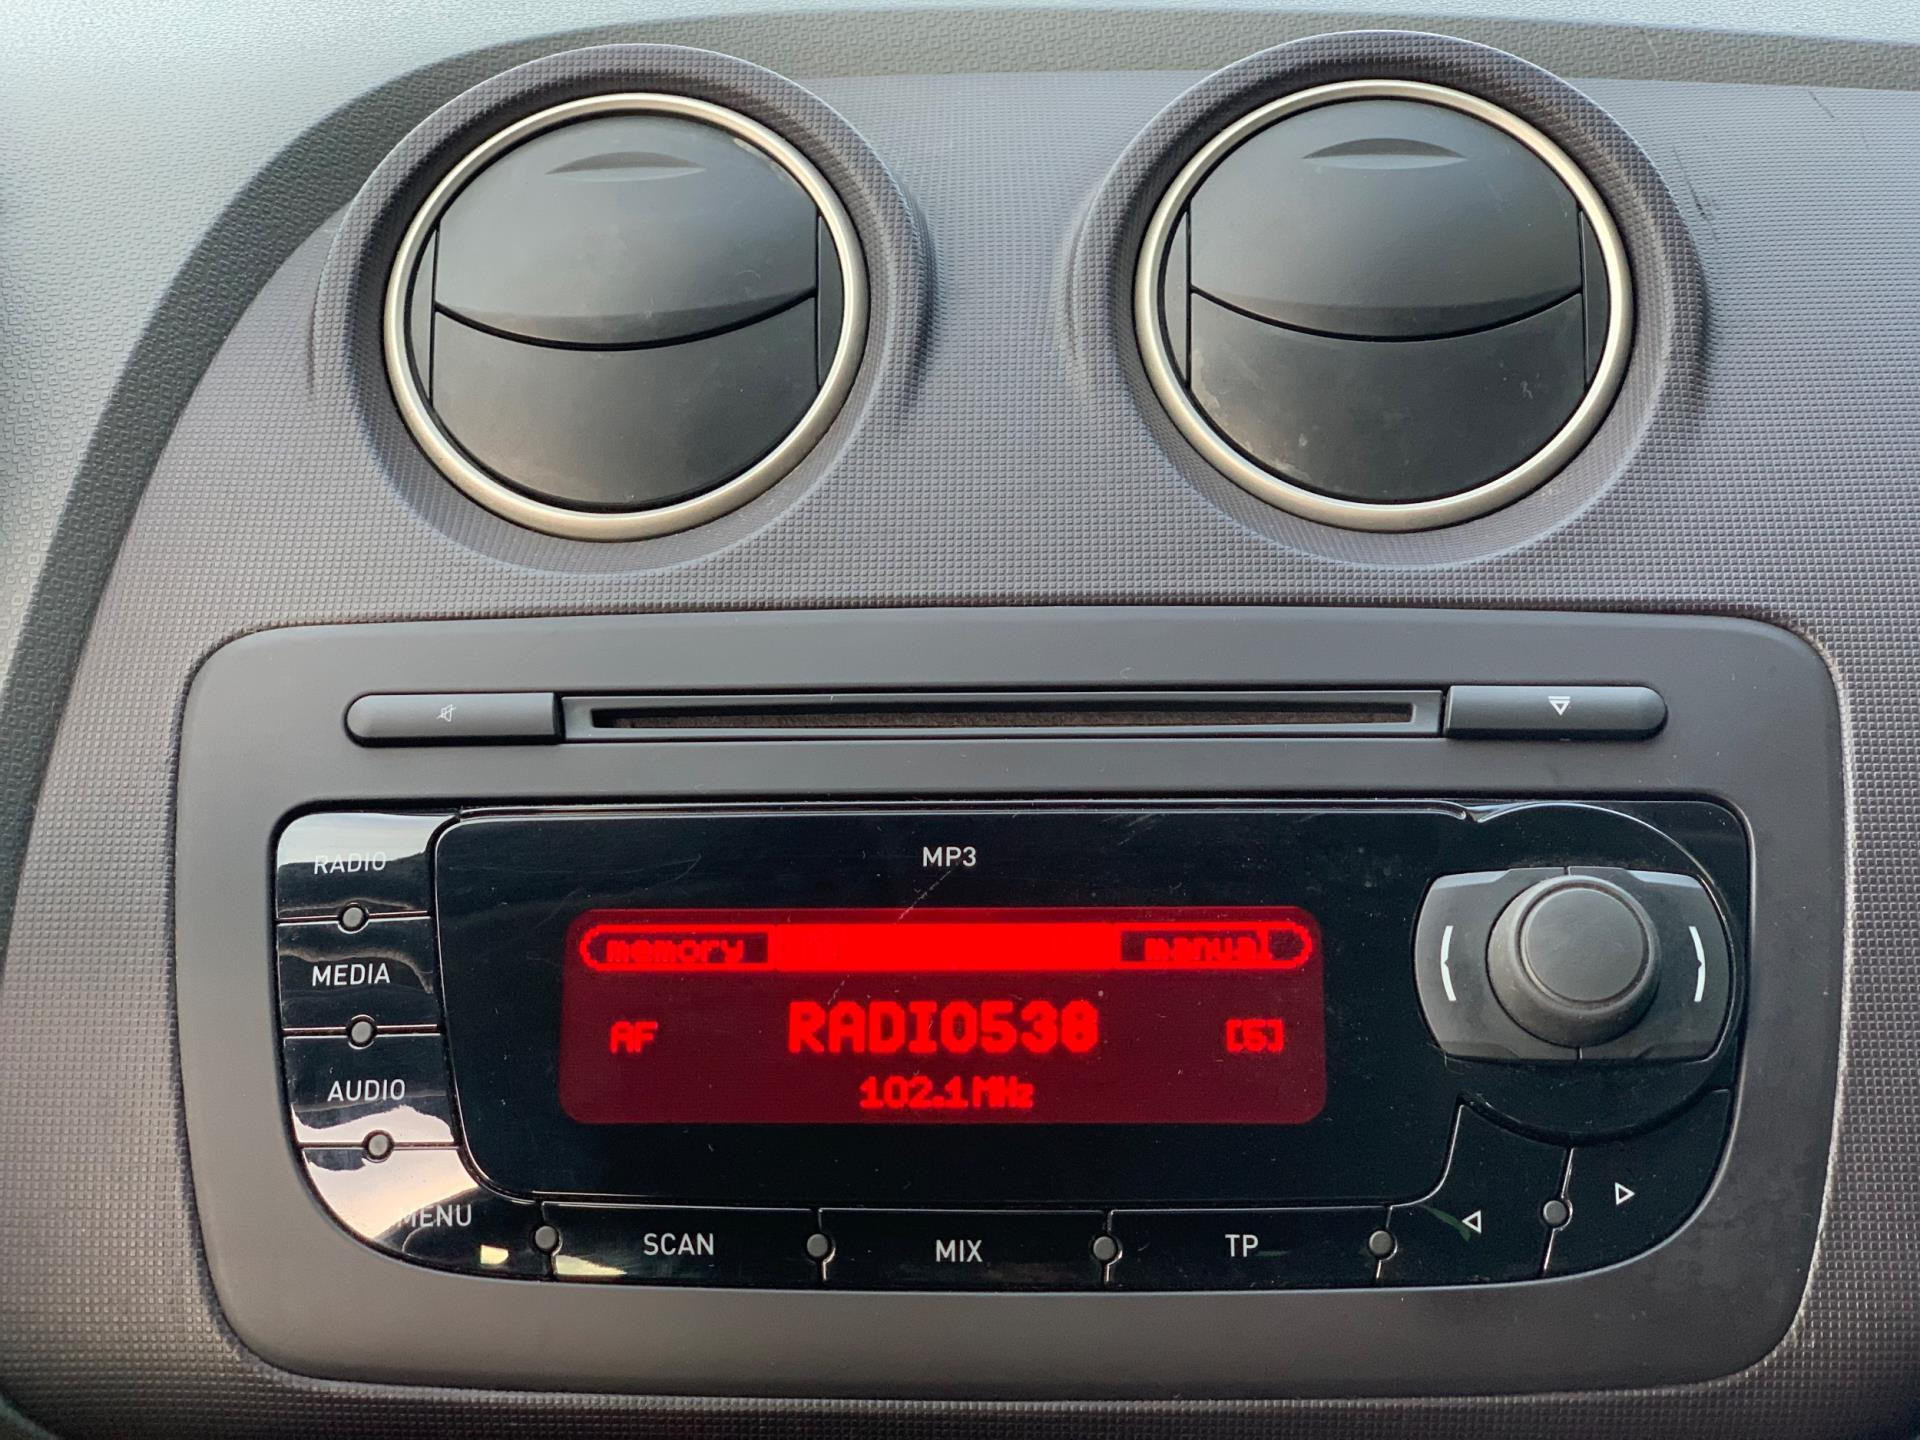 MP3
RADIO
MEDIA
AUDIO
MENU
memory
manual
AF
RADIO538
[5]
102.1 MHz
SCAN
MIX
TP